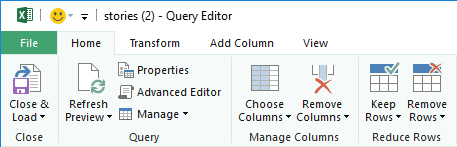 stories (2) - Query Editor
File Home Transform Add Column View
Close & Load Refresh Preview Properties Advanced Editor Manage Choose Columns Remove Columns Keep Rows Remove Rows
Close Query Manage Columns Reduce Rows